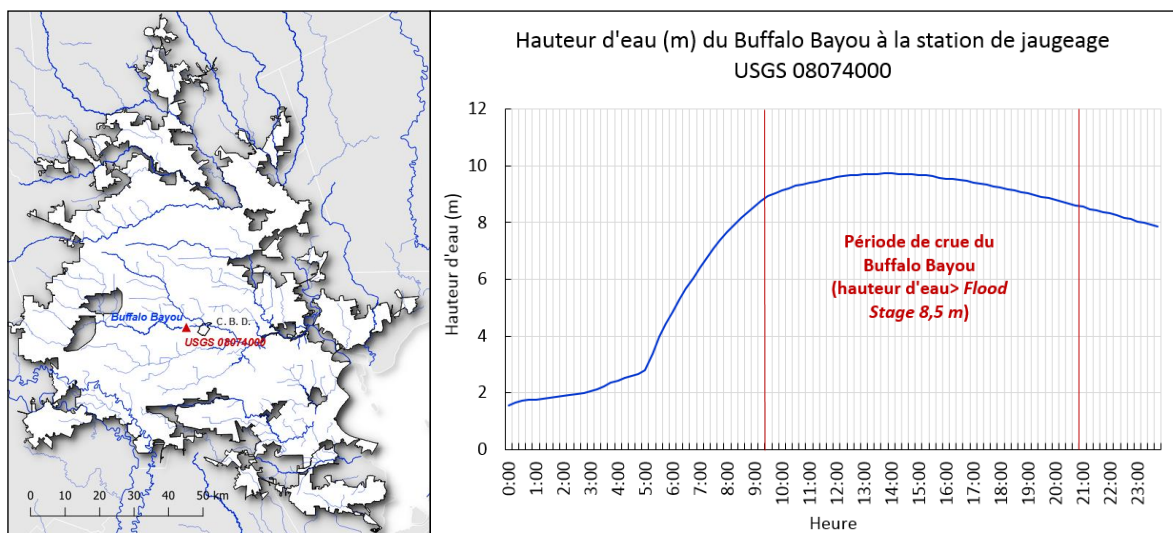 Buffalo Bayou
C. B. D.
USGS 08074000
0 10 20 30 40 50 km
Hauteur d'eau (m) du Buffalo Bayou à la station de jaugeage
USGS 08074000
Hauteur d'eau (m)
12
10
8
6
4
2
0
Période de crue du
Buffalo Bayou
(hauteur d'eau> Flood
Stage 8,5 m)
0:00 1:00 2:00 3:00 4:00 5:00 6:00 7:00 8:00 9:00 10:00 11:00 12:00 13:00 14:00 15:00 16:00 17:00 18:00 19:00 20:00 21:00 22:00 23:00
Heure